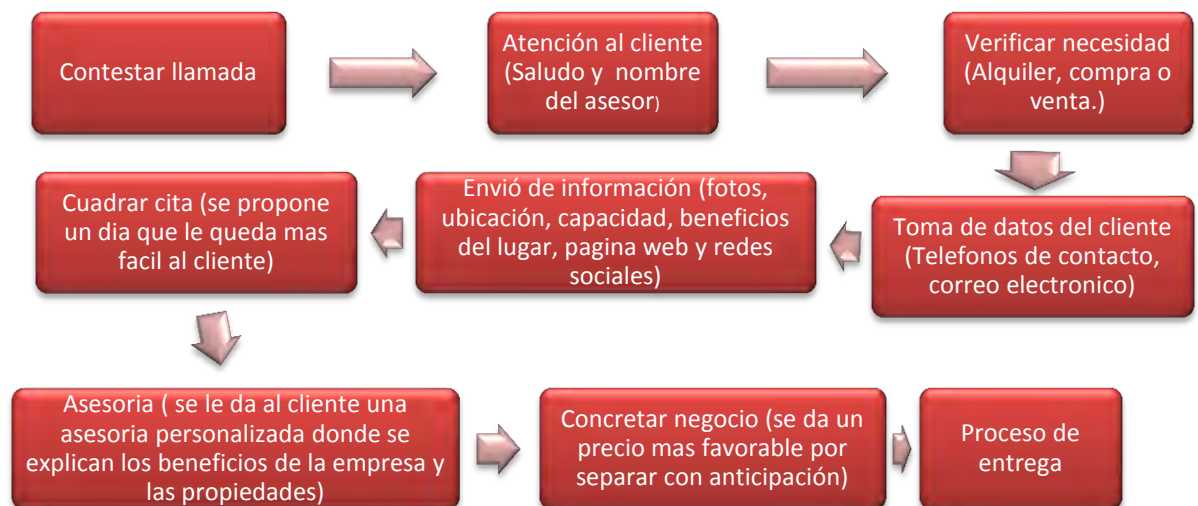 Contestar llamada
Atención al cliente
(Saludo y nombre
del asesor)
Verificar necesidad
(Alquiler, compra o
venta.)
Toma de datos del cliente
(Telefonos de contacto,
correo electronico)
Envió de información (fotos,
ubicación, capacidad, beneficios
del lugar, pagina web y redes
sociales)
Cuadrar cita (se propone
un dia que le queda mas
facil al cliente)
Asesoria ( se le da al cliente una
asesoria personalizada donde se
explican los beneficios de la empresa y
las propiedades)
Concretar negocio (se da un
precio mas favorable por
separar con anticipación)
Proceso de
entrega